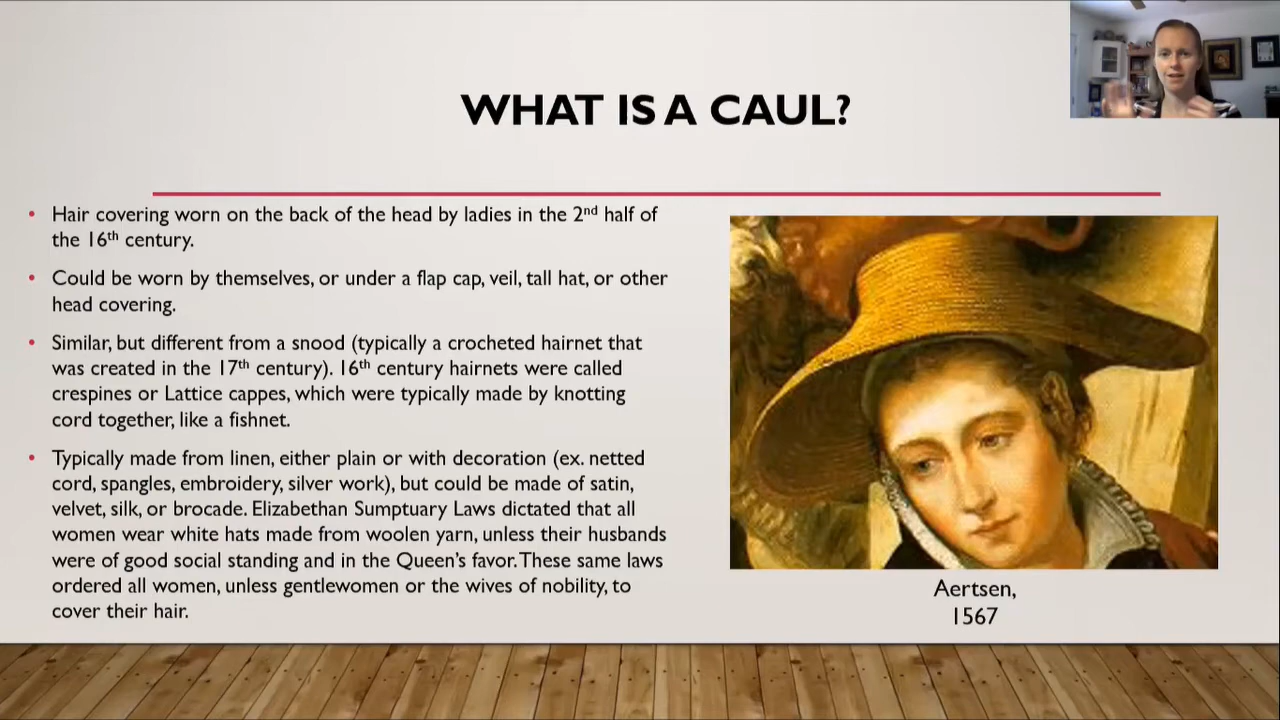 WHAT IS A CAUL?
• Hair covering worn on the back of the head by ladies in the 2nd half of
the 16th century.
• Could be worn by themselves, or under a flap cap, veil, tall hat, or other
head covering.
• Similar, but different from a snood (typically a crocheted hairnet that
was created in the 17th century). 16th century hairnets were called
crespines or Lattice cappes, which were typically made by knotting
cord together, like a fishnet.
• Typically made from linen, either plain or with decoration (ex. netted
cord, spangles, embroidery, silver work), but could be made of satin,
velvet, silk, or brocade. Elizabethan Sumptuary Laws dictated that all
women wear white hats made from woolen yarn, unless their husbands
were of good social standing and in the Queen's favor. These same laws
ordered all women, unless gentlewomen or the wives of nobility, to
cover their hair.
Aertsen,
1567